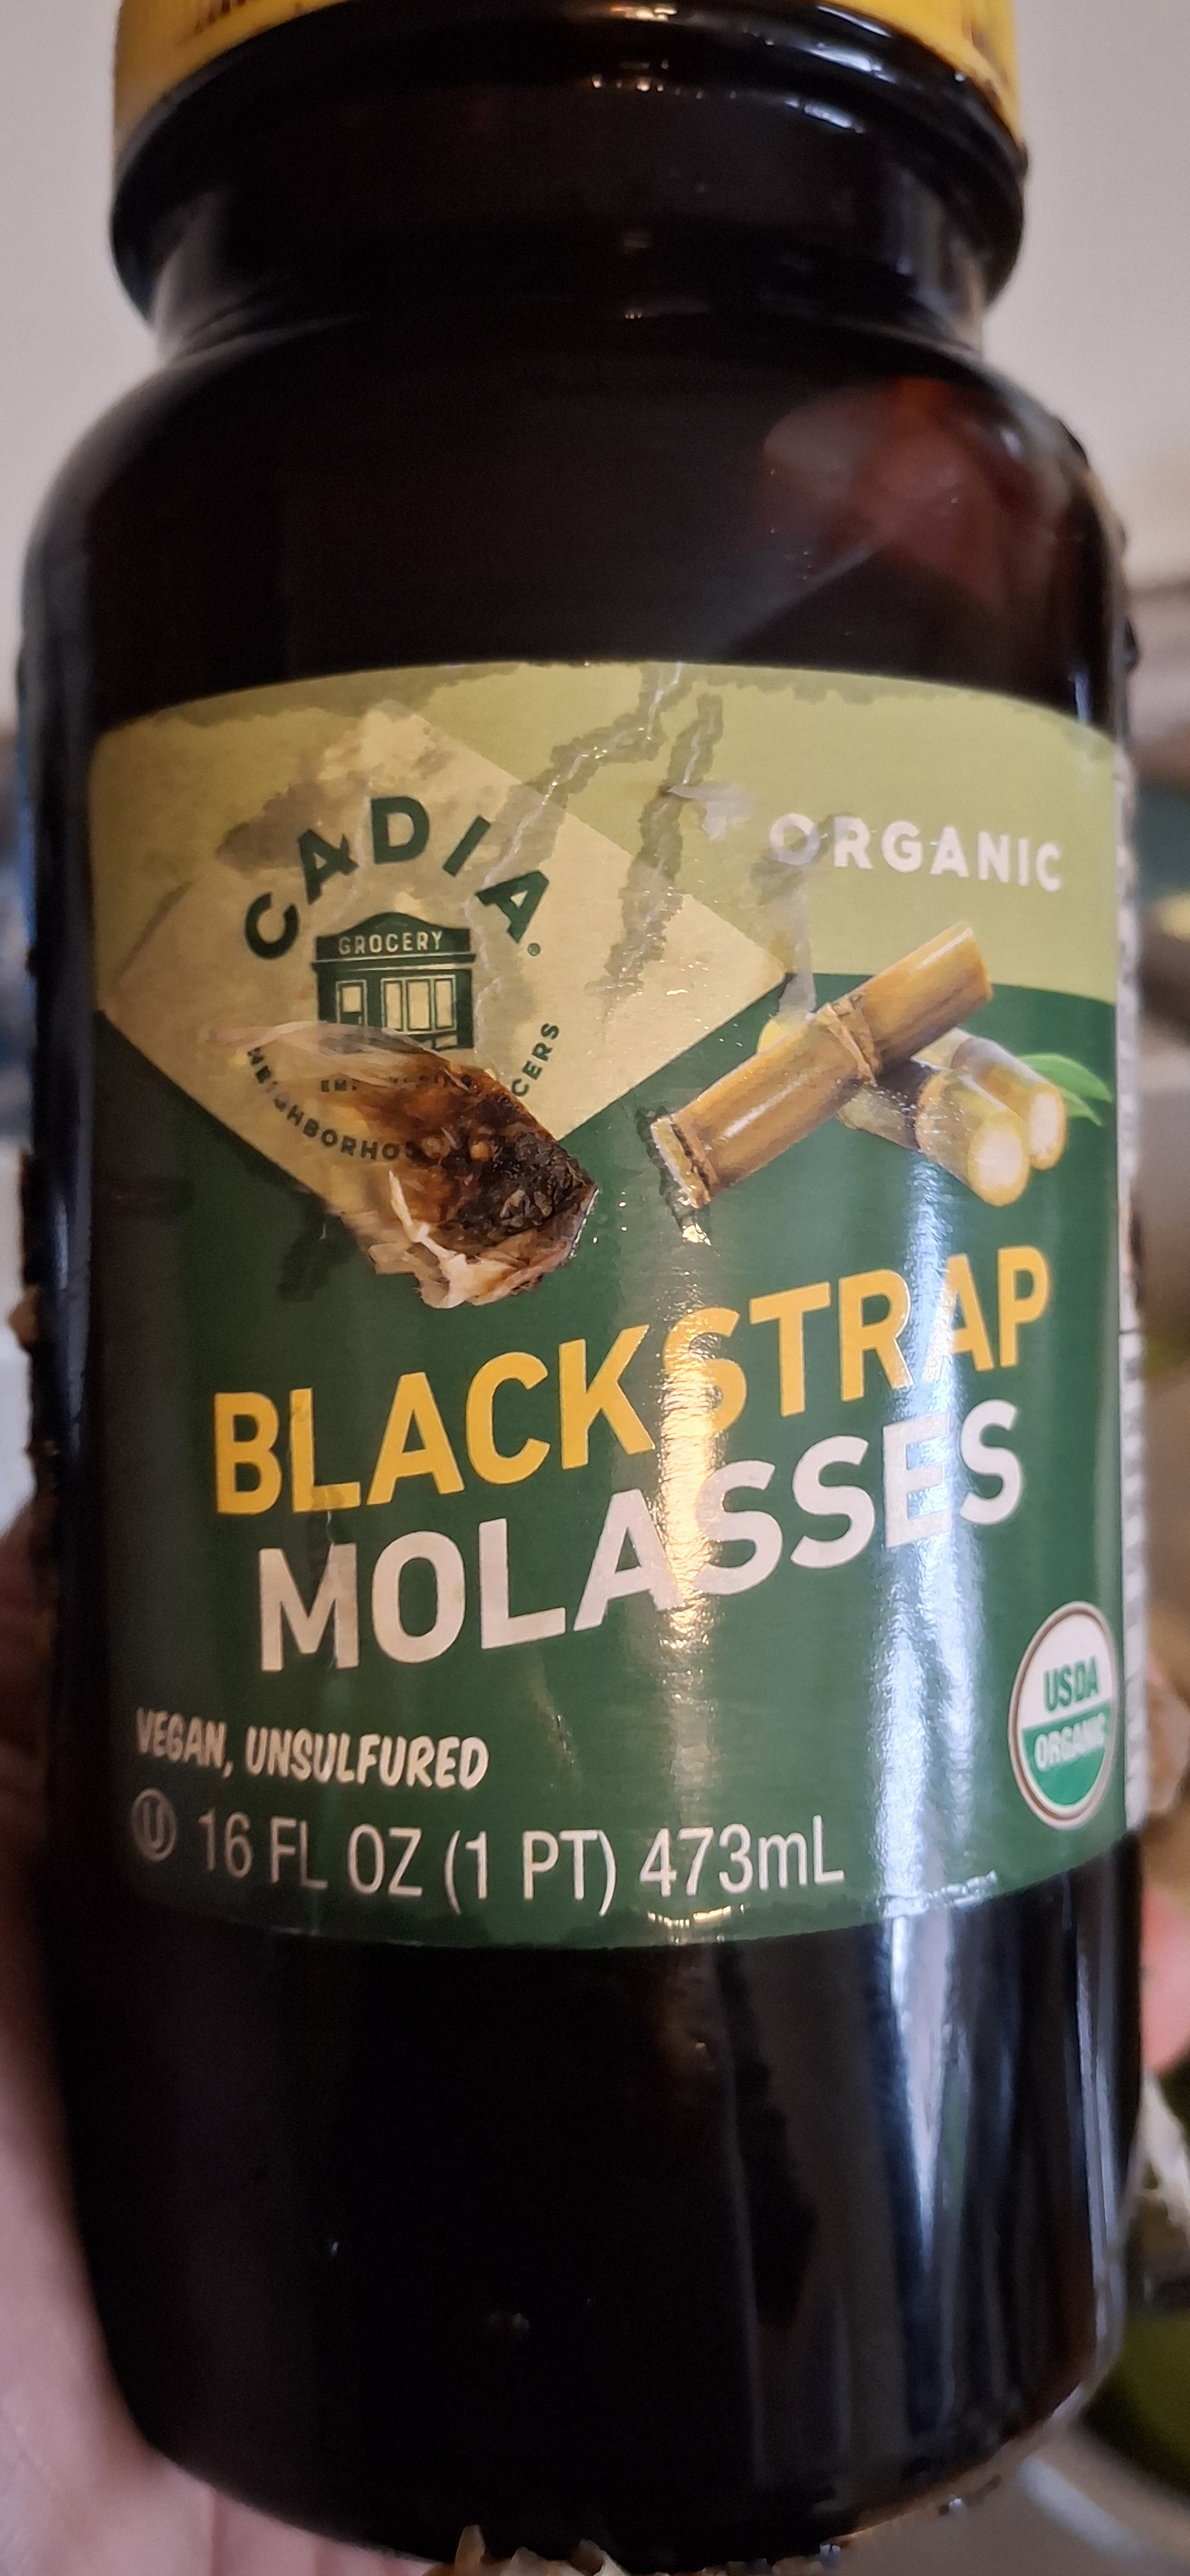 CADIA®
GROCERY
ORGANIC
BLACKSTRAP
MOLASSES
VEGAN, UNSULFURED
U 16 FL OZ (1 PT) 473mL
USDA
ORGANIC